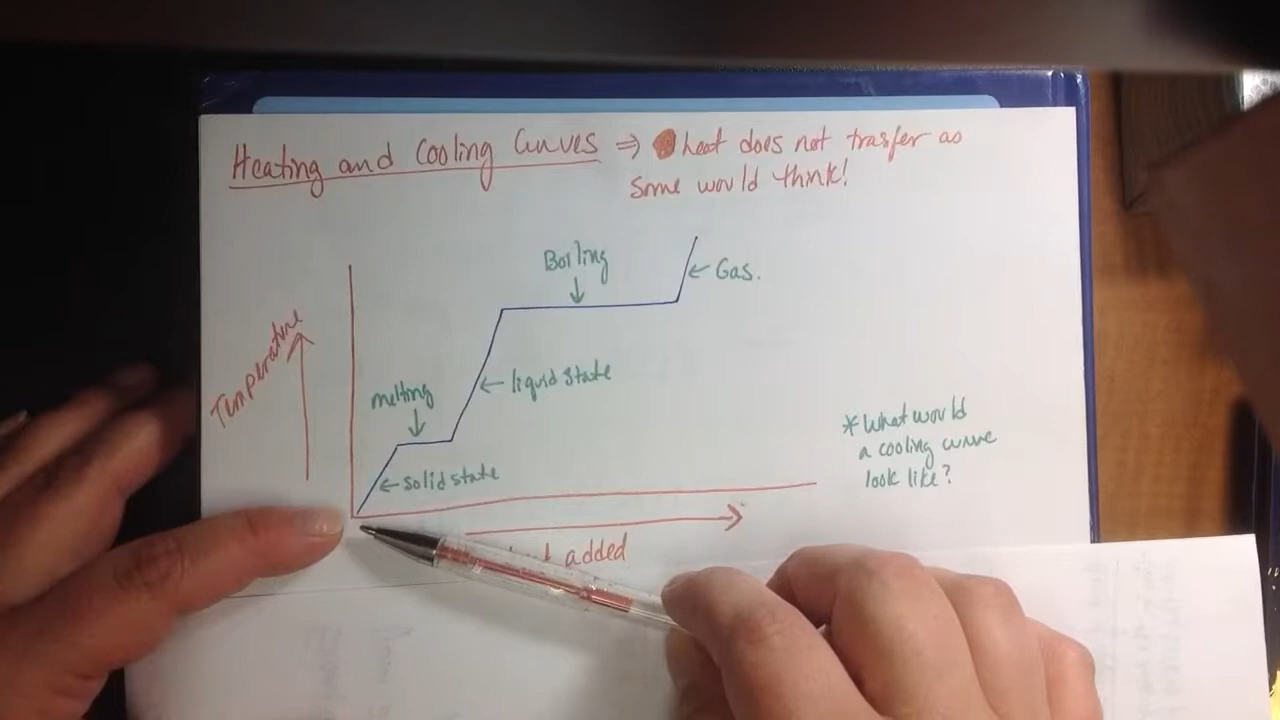 Heating and Cooling Curves ⇒ heat does not trasfer as
some would think!
Boiling
← Gas.
Temperature
melting
← liquid state
* What would
a cooling curve
look like?
← solid state
added